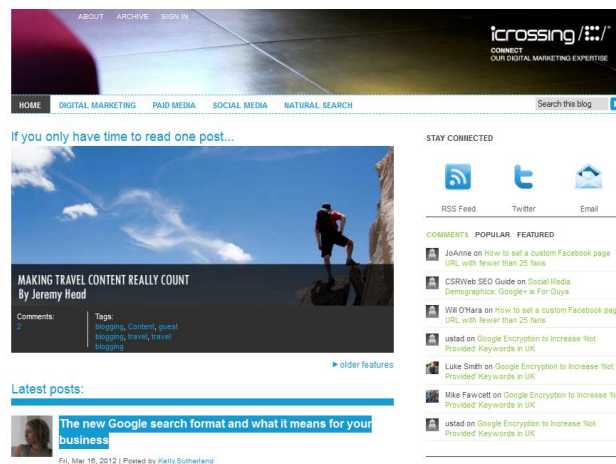 ABOUT ARCHIVE SIGN IN
icrossing
CONNECT
OUR DIGITAL MARKETING EXPERTISE
HOME DIGITAL MARKETING PAID MEDIA SOCIAL MEDIA NATURAL SEARCH
Search this blog
If you only have time to read one post...
MAKING TRAVEL CONTENT REALLY COUNT
By Jeremy Head
Comments:
2
Tags:
blogging, Content, guest
blogging, travel, travel
blogging
older features
Latest posts:
The new Google search format and what it means for your
business
Fri, Mar 16, 2012 | Posted by Kelly.Sutherland
STAY CONNECTED
RSS Feed Twitter Email
COMMENTS POPULAR FEATURED
JoAnne on How to set a custom Facebook page
URL with fewer than 25 fans
CSRWeb SEO Guide on Social Media
Demographics: Google+ is For Guys
Will O'Hara on How to set a custom Facebook pag
URL with fewer than 25 fans
ustad on Google Encryption to Increase 'Not
Provided' Keywords in UK
Luke Smith on Google Encryption to Increase 'Not
Provided' Keywords in UK
Mike Fawcett on Google Encryption to Increase 'N
Provided' Keywords in UK
ustad on Google Encryption to Increase 'Not
Provided' Keywords in UK